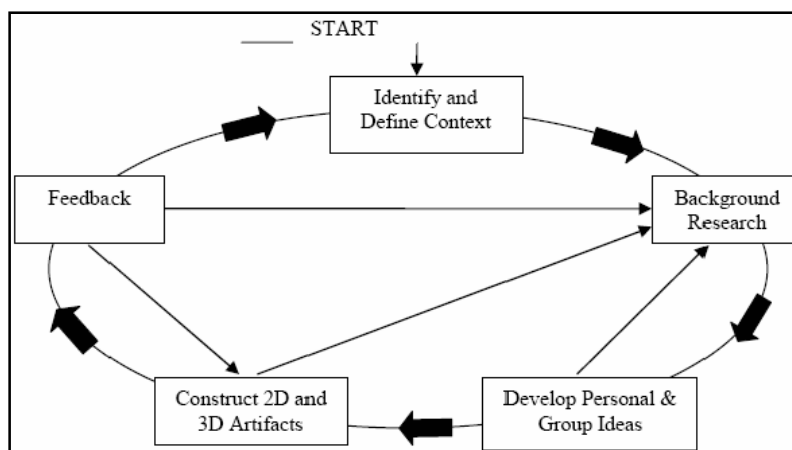 START
Identify and
Define Context
Feedback
Background
Research
Construct 2D and
3D Artifacts
Develop Personal &
Group Ideas